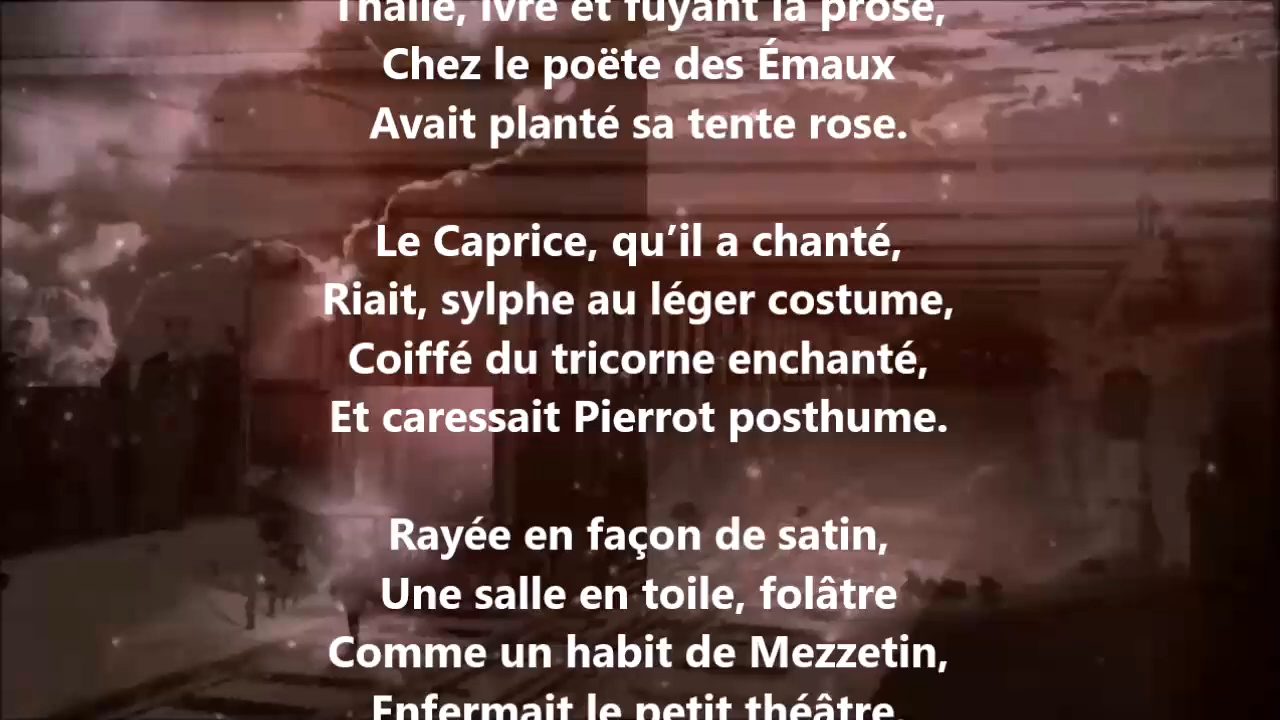 Thalie, ivre et fuyant la prose,
Chez le poëte des Émaux
Avait planté sa tente rose.
Le Caprice, qu’il a chanté,
Riait, sylphe au léger costume,
Coiffé du tricorne enchanté,
Et caressait Pierrot posthume.
Rayée en façon de satin,
Une salle en toile, folâtre
Comme un habit de Mezzetin,
Enfermait le petit théâtre.